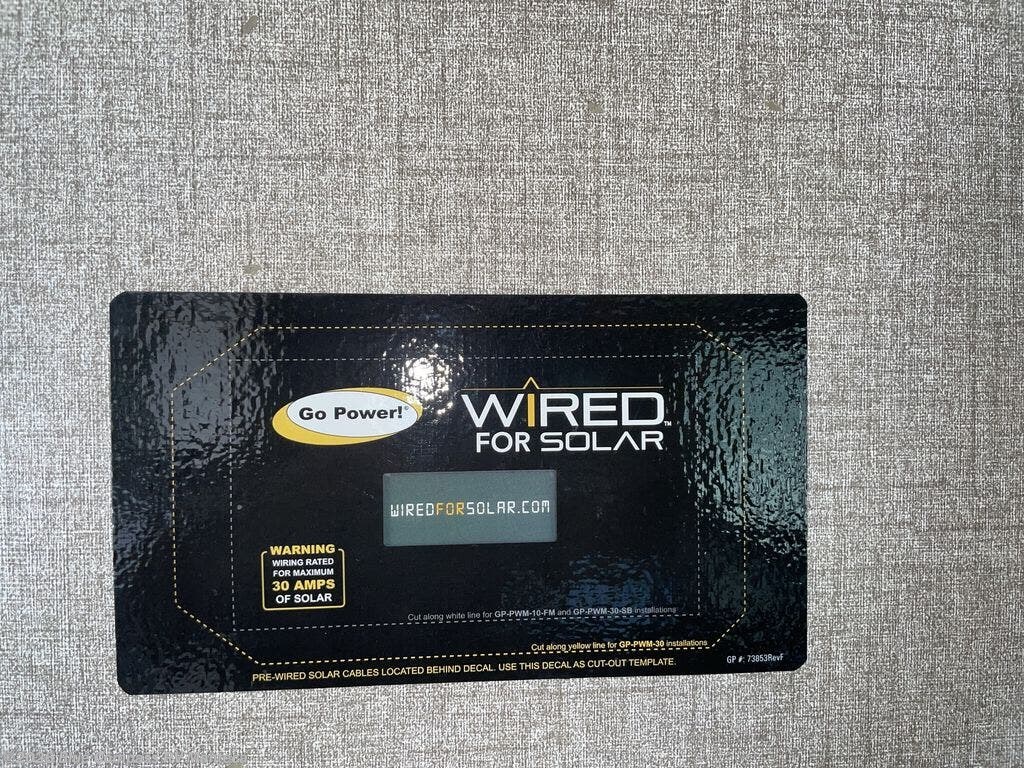 Go Power!®
WIRED™
FOR SOLAR
WIREDFORSOLAR.COM
WARNING
WIRING RATED
FOR MAXIMUM
30 AMPS
OF SOLAR
Cut along white line for GP-PWM-10-FM and GP-PWM-30-SB installations
Cut along yellow line for GP-PWM-30 installations
PRE-WIRED SOLAR CABLES LOCATED BEHIND DECAL. USE THIS DECAL AS CUT-OUT TEMPLATE.
GP #: 73853RevF